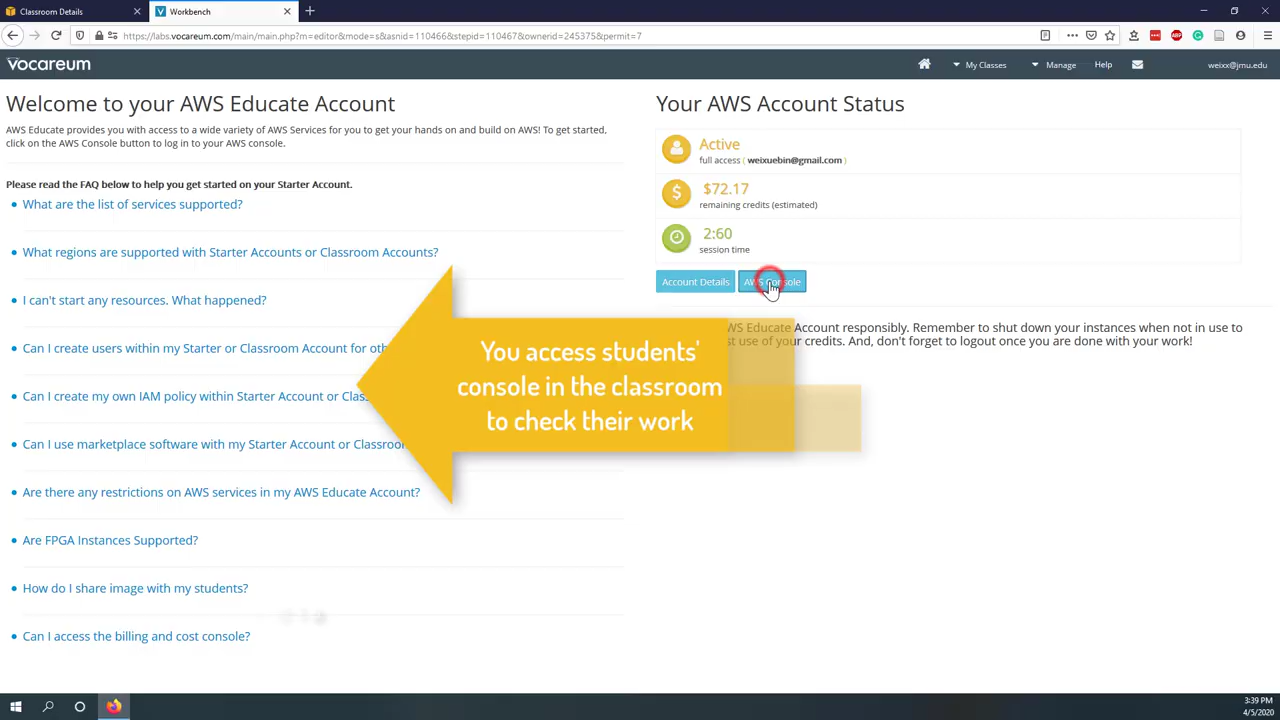 Classroom Details
Workbench
https://labs.vocareum.com/main/main.php?m=editor&mode=s&asnid=110466&stepid=110467&ownerid=245375&permit=7
vocareum
My Classes
Manage
Help
weixx@jmu.edu
Welcome to your AWS Educate Account
AWS Educate provides you with access to a wide variety of AWS Services for you to get your hands on and build on AWS! To get started,
click on the AWS Console button to log in to your AWS console.
Please read the FAQ below to help you get started on your Starter Account.
What are the list of services supported?
What regions are supported with Starter Accounts or Classroom Accounts?
I can't start any resources. What happened?
Can I create users within my Starter or Classroom Account for
Can I create my own IAM policy within Starter Account or
Can I use marketplace software with my Starter Account or
Are there any restrictions on AWS services in my AWS Educate Account?
Are FPGA Instances Supported?
How do I share image with my students?
Can I access the billing and cost console?
Your AWS Account Status
Active
full access ( weixuebin@gmail.com )
$
$72.17
remaining credits (estimated)
2:60
session time
Account Details
AWS Console
AWS Educate Account responsibly. Remember to shut down your instances when not in use to
use of your credits. And, don't forget to logout once you are done with your work!
You access students'
console in the classroom
to check their work
3:39 PM
4/5/2020